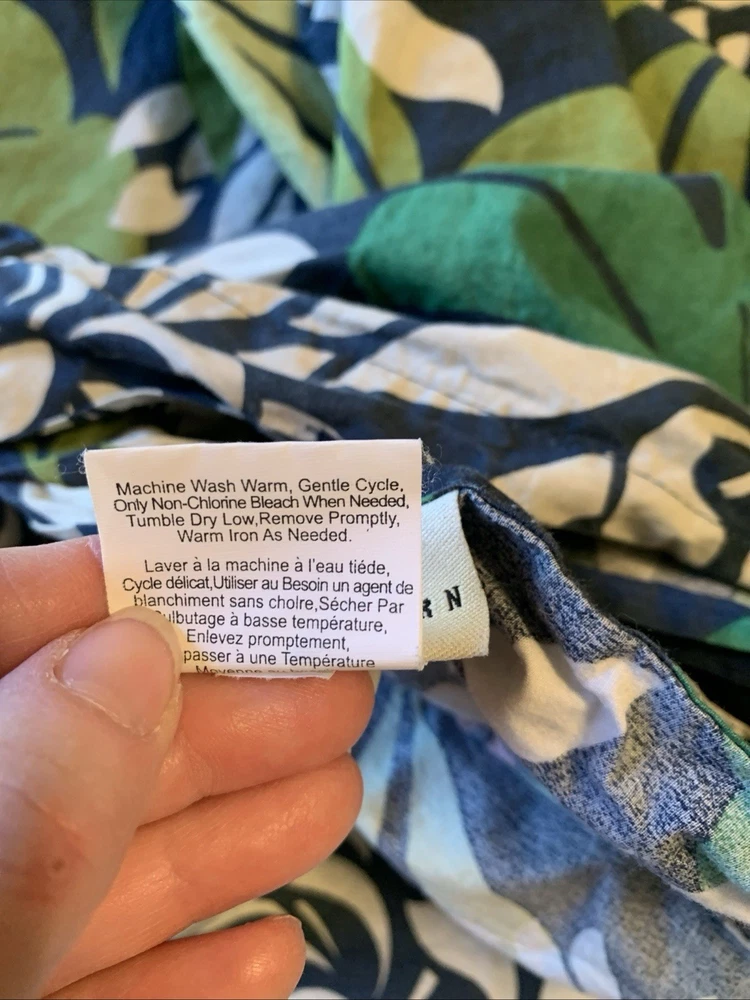 Machine Wash Warm, Gentle Cycle,
Only Non-Chlorine Bleach When Needed,
Tumble Dry Low,Remove Promptly,
Warm Iron As Needed.
Laver à la machine à l'eau tiéde,
Cycle délicat,Utiliser au Besoin un agent de
blanchiment sans cholre,Sécher Par
à basse température,
Enlevez promptement,
passer à une Température